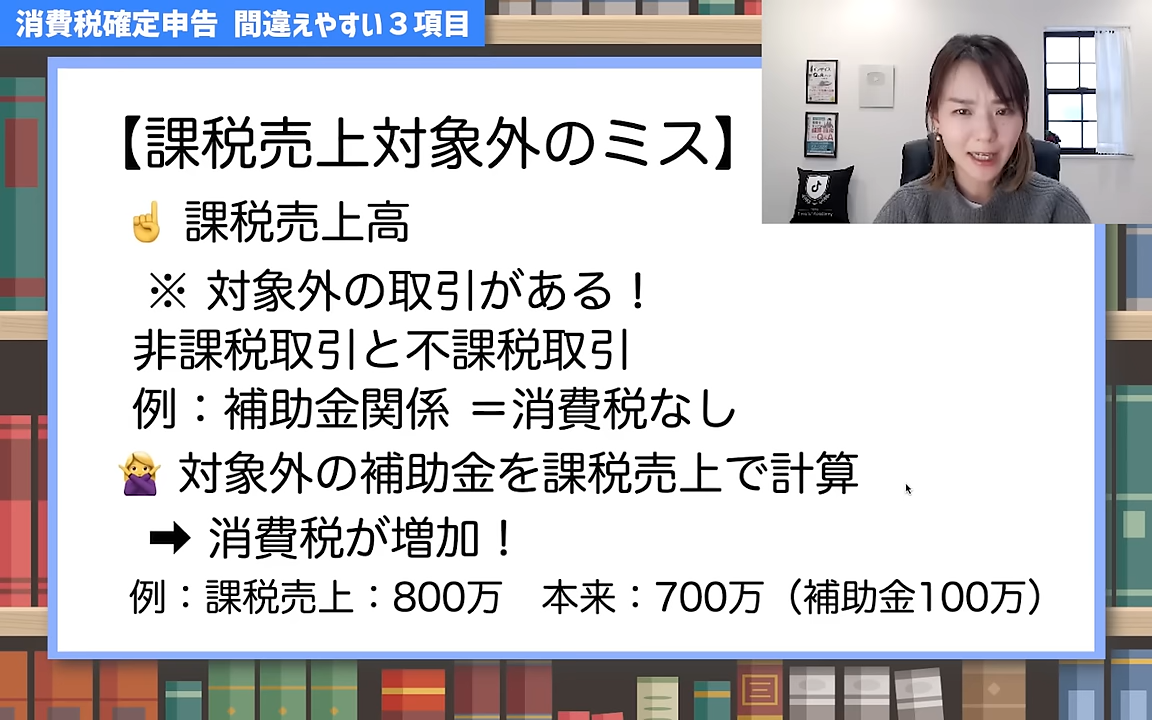 消費税確定申告 間違えやすい３項目
【課税売上対象外のミス】
☝ 課税売上高
※ 対象外の取引がある！
非課税取引と不課税取引
例：補助金関係 ＝消費税なし
🙅‍♀️ 対象外の補助金を課税売上で計算
➡ 消費税が増加！
例：課税売上：800万　本来：700万（補助金100万）